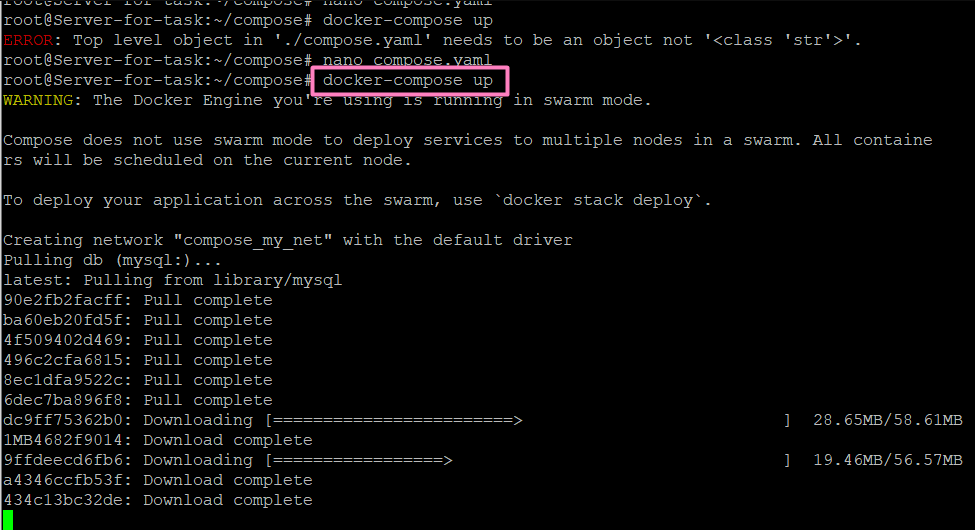 root@Server-for-task:~/compose# nano compose.yaml
root@Server-for-task:~/compose# docker-compose up
ERROR: Top level object in './compose.yaml' needs to be an object not '<class 'str'>'.
root@Server-for-task:~/compose# nano compose.yaml
root@Server-for-task:~/compose# docker-compose up
WARNING: The Docker Engine you're using is running in swarm mode.
Compose does not use swarm mode to deploy services to multiple nodes in a swarm. All containe
rs will be scheduled on the current node.
To deploy your application across the swarm, use `docker stack deploy`.
Creating network "compose_my_net" with the default driver
Pulling db (mysql:)...
latest: Pulling from library/mysql
90e2fb2facff: Pull complete
ba60eb20fd5f: Pull complete
4f509402d469: Pull complete
496c2cfa6815: Pull complete
8ec1dfa9522c: Pull complete
6dec7ba896f8: Pull complete
dc9ff75362b0: Downloading [========================>                          ]  28.65MB/58.61MB
1MB4682f9014: Download complete
9ffdeecd6fb6: Downloading [=================>                                 ]  19.46MB/56.57MB
a4346ccfb53f: Download complete
434c13bc32de: Download complete